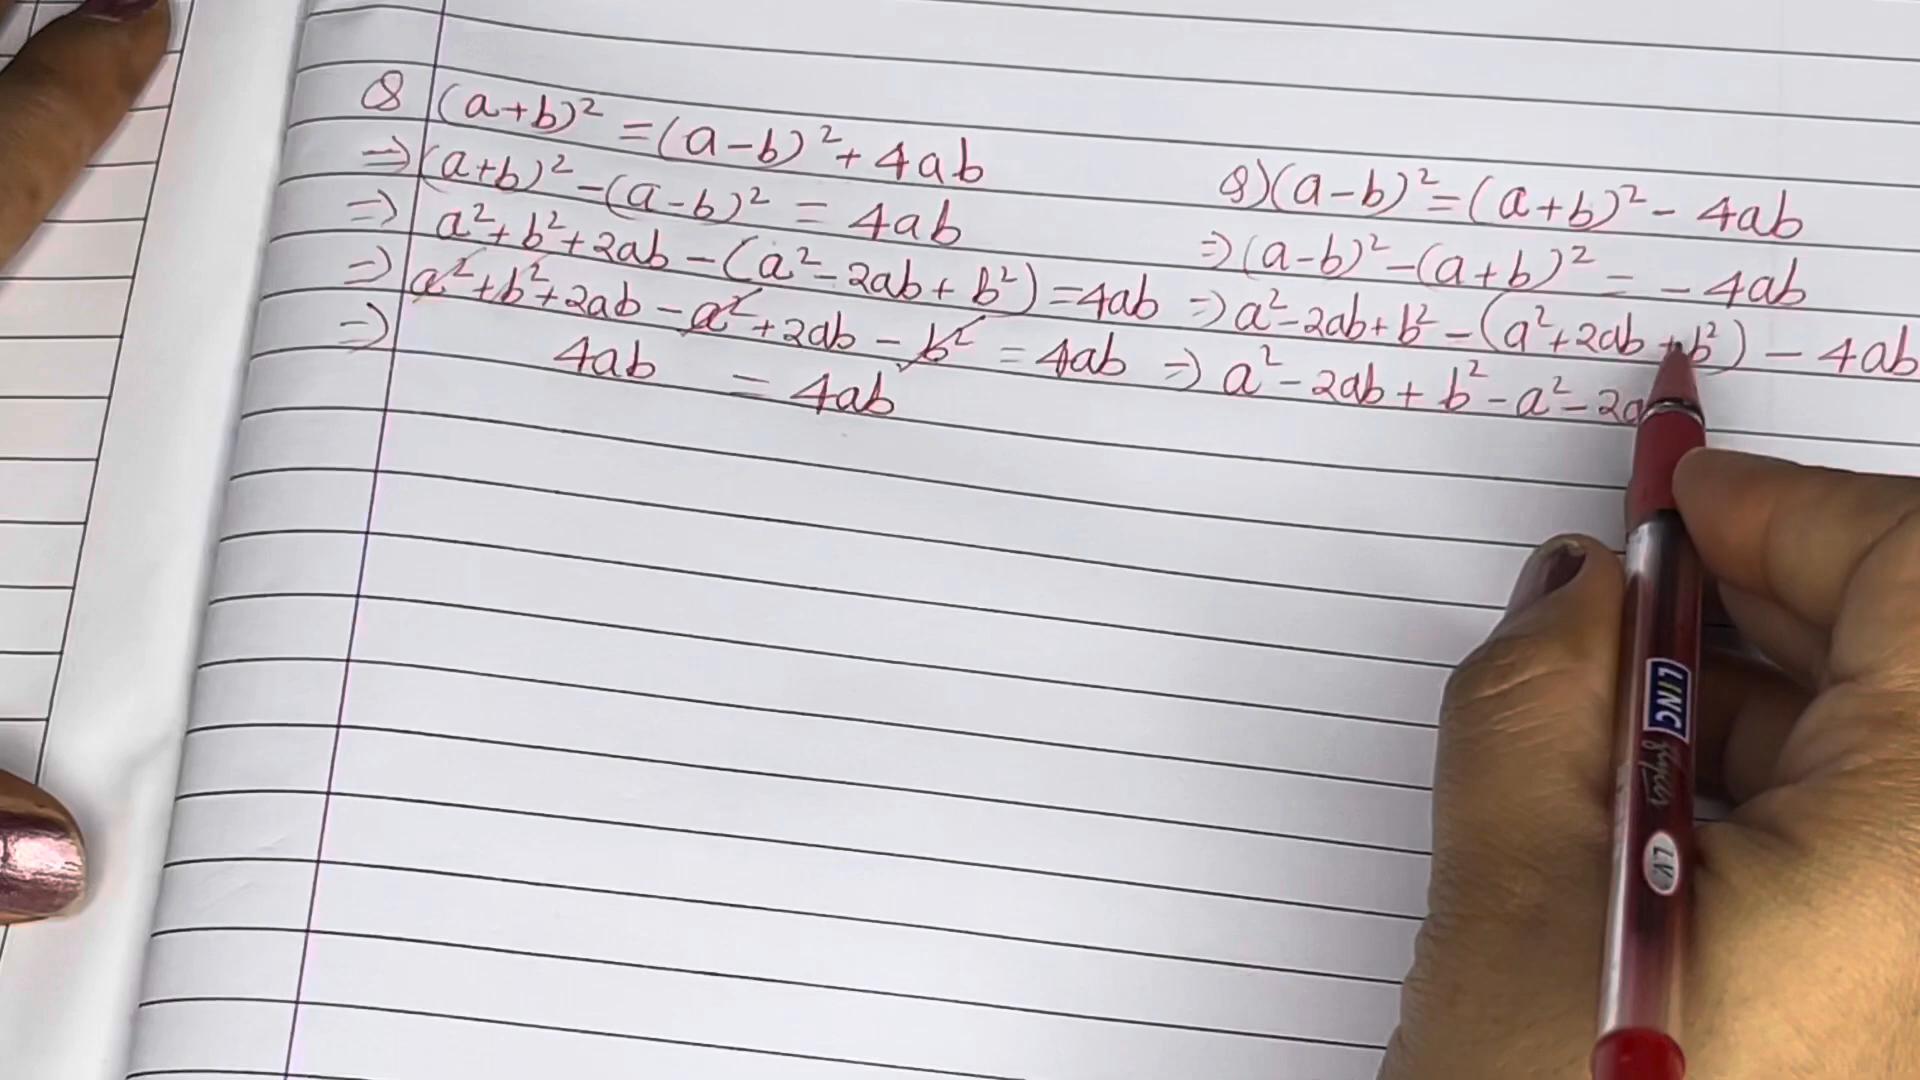 Q (a+b)² = (a-b)² + 4ab
⇒ (a+b)² - (a-b)² = 4ab
⇒ a² + b² + 2ab - (a² - 2ab + b²) = 4ab
⇒ a² + b² + 2ab - a² + 2ab - b² = 4ab
⇒ 4ab = 4ab
Q) (a-b)² = (a+b)² - 4ab
⇒ (a-b)² - (a+b)² = - 4ab
⇒ a² - 2ab + b² - (a² + 2ab + b²) - 4ab
⇒ a² - 2ab + b² - a² - 2a
LINC